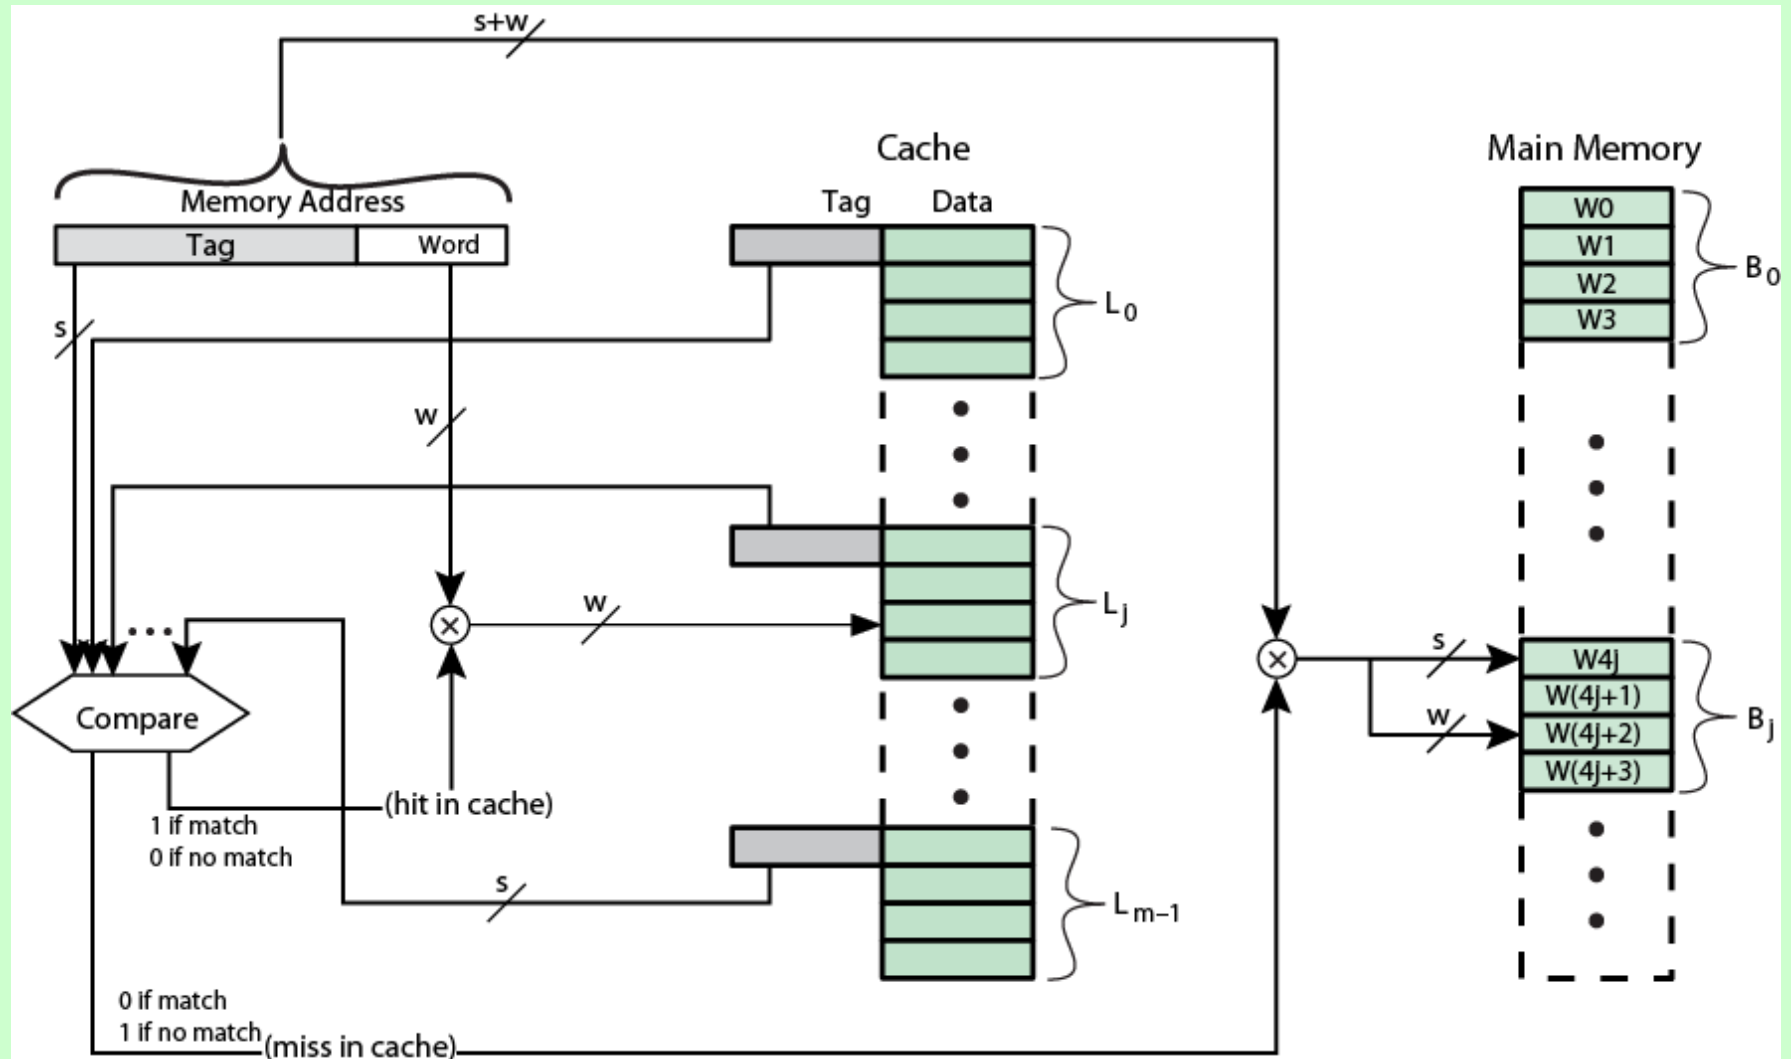 s+w
Cache
Main Memory
Memory Address
Tag Data
Tag Word
W0
W1
W2
W3
B0
L0
s
w
w
Lj
s
W4j
W(4j+1)
w
W(4j+2)
W(4j+3)
Bj
Compare
(hit in cache)
1 if match
0 if no match
s
Lm–1
0 if match
1 if no match
(miss in cache)